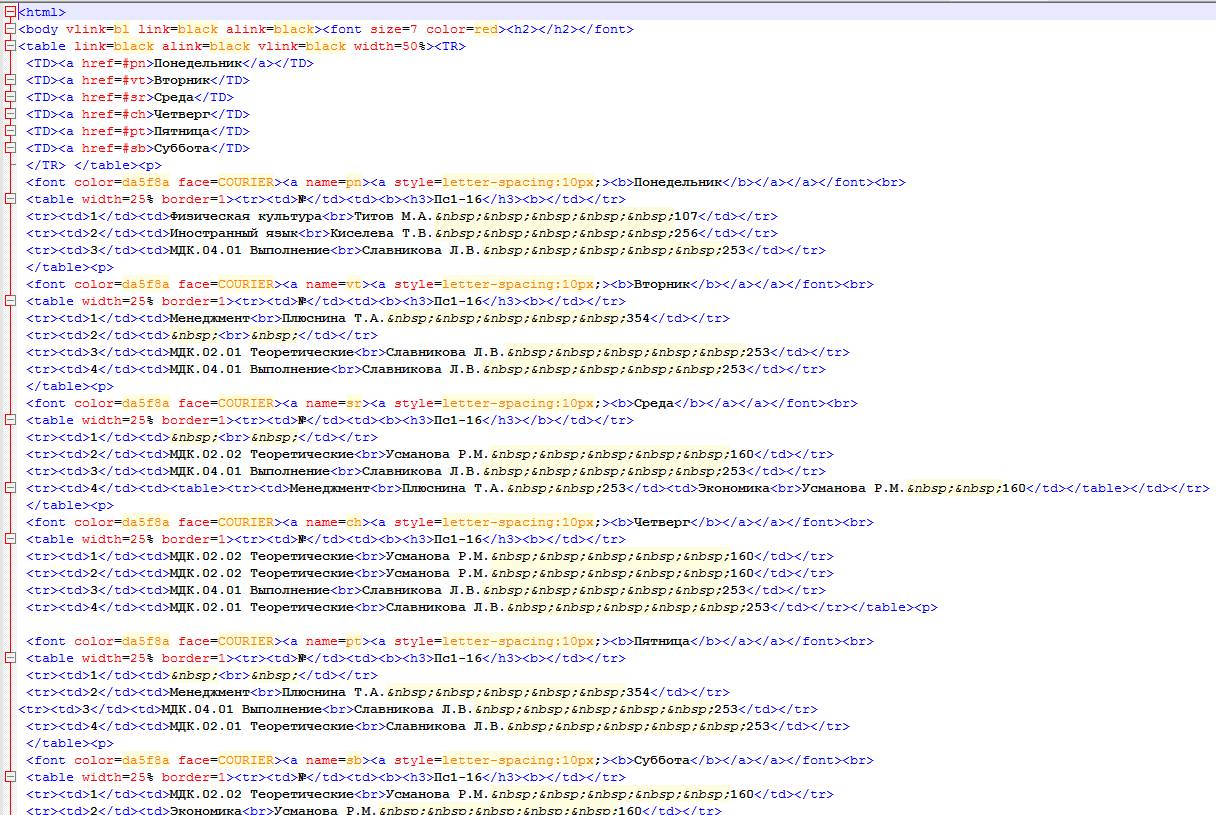 <html>
<body vlink=bl link=black alink=black><font size=7 color=red><h2></h2></font>
<table link=black alink=black vlink=black width=50%><TR>
<TD><a href=#pn>Понедельник</a></TD>
<TD><a href=#vt>Вторник</TD>
<TD><a href=#sr>Среда</TD>
<TD><a href=#ch>Четверг</TD>
<TD><a href=#pt>Пятница</TD>
<TD><a href=#sb>Суббота</TD>
</TR> </table><p>
<font color=da5f8a face=COURIER><a name=pn><a style=letter-spacing:10px;><b>Понедельник</b></a></a></font><br>
<table width=25% border=1><tr><td>№</td><td><b><h3>Пс1-16</h3><b></td></tr>
<tr><td>1</td><td>Физическая культура<br>Титов М.А.&nbsp;&nbsp;&nbsp;&nbsp;&nbsp;107</td></tr>
<tr><td>2</td><td>Иностранный язык<br>Киселева Т.В.&nbsp;&nbsp;&nbsp;&nbsp;&nbsp;256</td></tr>
<tr><td>3</td><td>МДК.04.01 Выполнение<br>Славникова Л.В.&nbsp;&nbsp;&nbsp;&nbsp;&nbsp;253</td></tr>
</table><p>
<font color=da5f8a face=COURIER><a name=vt><a style=letter-spacing:10px;><b>Вторник</b></a></a></font><br>
<table width=25% border=1><tr><td>№</td><td><b><h3>Пс1-16</h3><b></td></tr>
<tr><td>1</td><td>Менеджмент<br>Плюснина Т.А.&nbsp;&nbsp;&nbsp;&nbsp;&nbsp;354</td></tr>
<tr><td>2</td><td>&nbsp;<br>&nbsp;</td></tr>
<tr><td>3</td><td>МДК.02.01 Теоретические<br>Славникова Л.В.&nbsp;&nbsp;&nbsp;&nbsp;&nbsp;253</td></tr>
<tr><td>4</td><td>МДК.04.01 Выполнение<br>Славникова Л.В.&nbsp;&nbsp;&nbsp;&nbsp;&nbsp;253</td></tr>
</table><p>
<font color=da5f8a face=COURIER><a name=sr><a style=letter-spacing:10px;><b>Среда</b></a></a></font><br>
<table width=25% border=1><tr><td>№</td><td><b><h3>Пс1-16</h3></b></td></tr>
<tr><td>1</td><td>&nbsp;<br>&nbsp;</td></tr>
<tr><td>2</td><td>МДК.02.02 Теоретические<br>Усманова Р.М.&nbsp;&nbsp;&nbsp;&nbsp;&nbsp;160</td></tr>
<tr><td>3</td><td>МДК.04.01 Выполнение<br>Славникова Л.В.&nbsp;&nbsp;&nbsp;&nbsp;&nbsp;253</td></tr>
<tr><td>4</td><td><table><tr><td>Менеджмент<br>Плюснина Т.А.&nbsp;253</td><td>Экономика<br>Усманова Р.М.&nbsp;&nbsp;160</td></table></td></tr>
</table><p>
<font color=da5f8a face=COURIER><a name=ch><a style=letter-spacing:10px;><b>Четверг</b></a></a></font><br>
<table width=25% border=1><tr><td>№</td><td><b><h3>Пс1-16</h3><b></td></tr>
<tr><td>1</td><td>МДК.02.02 Теоретические<br>Усманова Р.М.&nbsp;&nbsp;&nbsp;&nbsp;&nbsp;160</td></tr>
<tr><td>2</td><td>МДК.02.02 Теоретические<br>Усманова Р.М.&nbsp;&nbsp;&nbsp;&nbsp;&nbsp;160</td></tr>
<tr><td>3</td><td>МДК.04.01 Выполнение<br>Славникова Л.В.&nbsp;&nbsp;&nbsp;&nbsp;&nbsp;253</td></tr>
<tr><td>4</td><td>МДК.02.01 Теоретические<br>Славникова Л.В.&nbsp;&nbsp;&nbsp;&nbsp;&nbsp;253</td></tr></table><p>
<font color=da5f8a face=COURIER><a name=pt><a style=letter-spacing:10px;><b>Пятница</b></a></a></font><br>
<table width=25% border=1><tr><td>№</td><td><b><h3>Пс1-16</h3><b></td></tr>
<tr><td>1</td><td>&nbsp;<br>&nbsp;</td></tr>
<tr><td>2</td><td>Менеджмент<br>Плюснина Т.А.&nbsp;&nbsp;&nbsp;&nbsp;&nbsp;354</td></tr>
<tr><td>3</td><td>МДК.04.01 Выполнение<br>Славникова Л.В.&nbsp;&nbsp;&nbsp;&nbsp;&nbsp;253</td></tr>
<tr><td>4</td><td>МДК.02.01 Теоретические<br>Славникова Л.В.&nbsp;&nbsp;&nbsp;&nbsp;&nbsp;253</td></tr>
</table><p>
<font color=da5f8a face=COURIER><a name=sb><a style=letter-spacing:10px;><b>Суббота</b></a></a></font><br>
<table width=25% border=1><tr><td>№</td><td><b><h3>Пс1-16</h3><b></td></tr>
<tr><td>1</td><td>МДК.02.02 Теоретические<br>Усманова Р.М.&nbsp;&nbsp;&nbsp;&nbsp;&nbsp;160</td></tr>
<tr><td>2</td><td>Экономика<br>Усманова Р.М.&nbsp;&nbsp;&nbsp;&nbsp;&nbsp;160</td></tr>